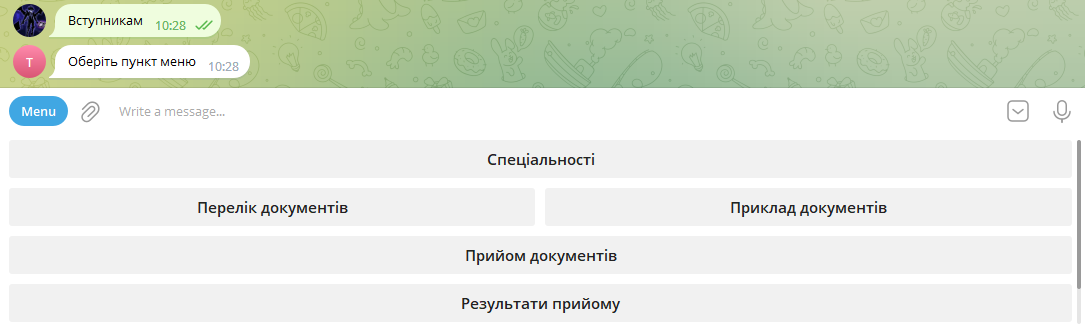 Вступникам 10:28
T
Оберіть пункт меню 10:28
Menu Write a message...
Спеціальності
Перелік документів
Приклад документів
Прийом документів
Результати прийому